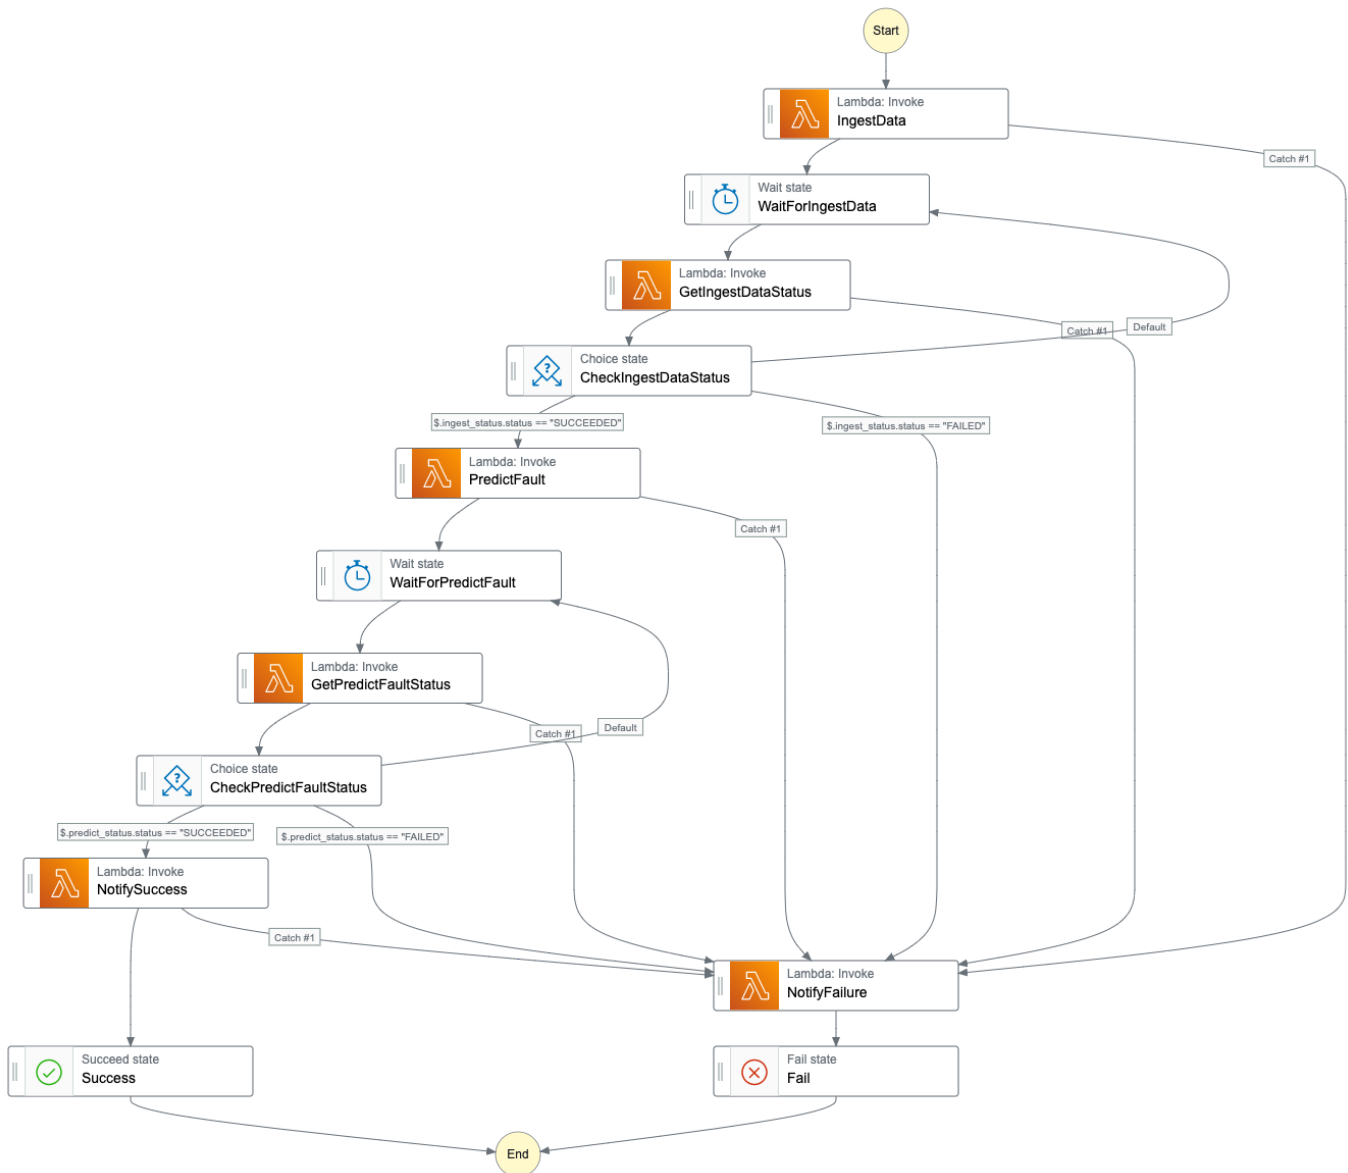 Start
Lambda: Invoke
IngestData
Catch #1
Wait state
WaitForIngestData
Lambda: Invoke
GetIngestDataStatus
Catch #1
Default
Choice state
CheckIngestDataStatus
$.ingest_status.status == "SUCCEEDED"
$.ingest_status.status == "FAILED"
Lambda: Invoke
PredictFault
Catch #1
Wait state
WaitForPredictFault
Lambda: Invoke
GetPredictFaultStatus
Catch #1
Default
Choice state
CheckPredictFaultStatus
$.predict_status.status == "SUCCEEDED"
$.predict_status.status == "FAILED"
Lambda: Invoke
NotifySuccess
Catch #1
Lambda: Invoke
NotifyFailure
Succeed state
Success
Fail state
Fail
End